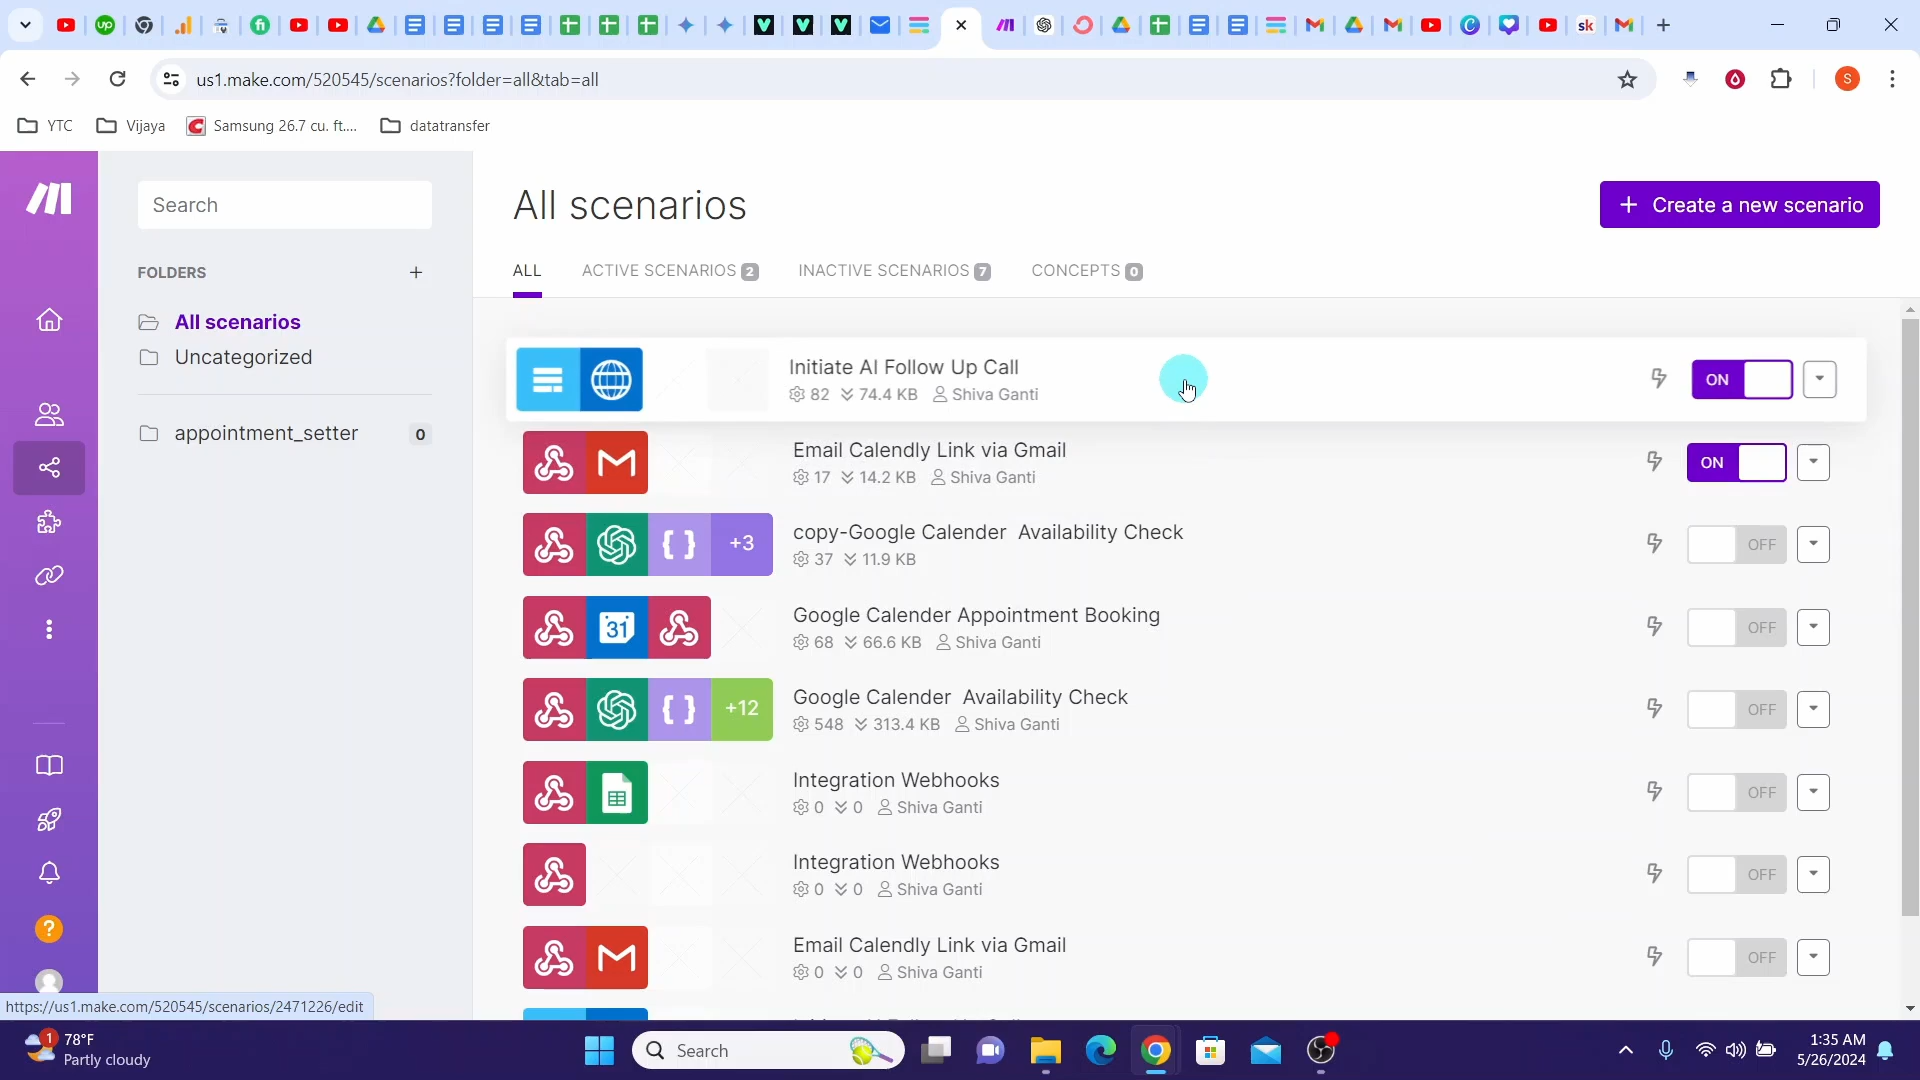 us1.make.com/520545/scenarios?folder=all&tab=all
S
YTC
Vijaya
Samsung 26.7 cu. ft....
datatransfer
Search
FOLDERS
All scenarios
Uncategorized
appointment_setter
0
All scenarios
+ Create a new scenario
ALL
ACTIVE SCENARIOS 2
INACTIVE SCENARIOS 7
CONCEPTS 0
Initiate AI Follow Up Call
82 74.4 KB Shiva Ganti
ON
Email Calendly Link via Gmail
17 14.2 KB Shiva Ganti
ON
+3
copy-Google Calender Availability Check
37 11.9 KB
OFF
31
Google Calender Appointment Booking
68 66.6 KB Shiva Ganti
OFF
+12
Google Calender Availability Check
548 313.4 KB Shiva Ganti
OFF
Integration Webhooks
0 0 Shiva Ganti
OFF
Integration Webhooks
0 0 Shiva Ganti
OFF
Email Calendly Link via Gmail
0 0 Shiva Ganti
OFF
https://us1.make.com/520545/scenarios/2471226/edit
1
78°F
Partly cloudy
Search
1:35 AM
5/26/2024